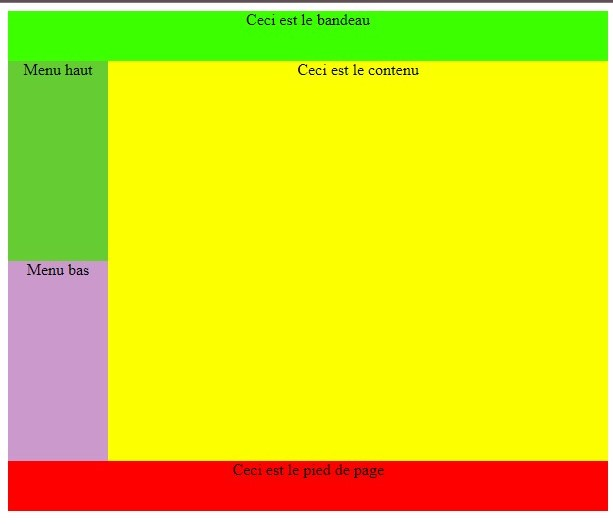 Ceci est le bandeau
Menu haut
Ceci est le contenu
Menu bas
Ceci est le pied de page